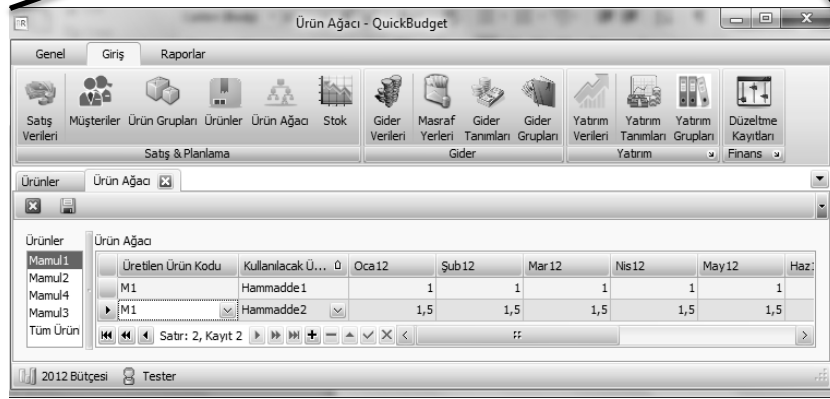 Ürün Ağacı - QuickBudget
Genel Giriş Raporlar
Satış Verileri Müşteriler Ürün Grupları Ürünler Ürün Ağacı Stok Gider Verileri Masraf Yerleri Gider Tanımları Gider Grupları Yatırım Verileri Yatırım Tanımları Yatırım Grupları Düzeltme Kayıtları
Satış & Planlama Gider Yatırım Finans
Ürünler Ürün Ağacı
Ürünler Ürün Ağacı
Mamul1
Mamul2
Mamul4
Mamul3
Tüm Ürün
Üretilen Ürün Kodu Kullanılacak Ü... Oca12 Şub12 Mar12 Nis12 May12 Haz
M1 Hammadde1 1 1 1 1 1
M1 Hammadde2 1,5 1,5 1,5 1,5 1,5
Satır: 2, Kayıt 2
2012 Bütçesi Tester